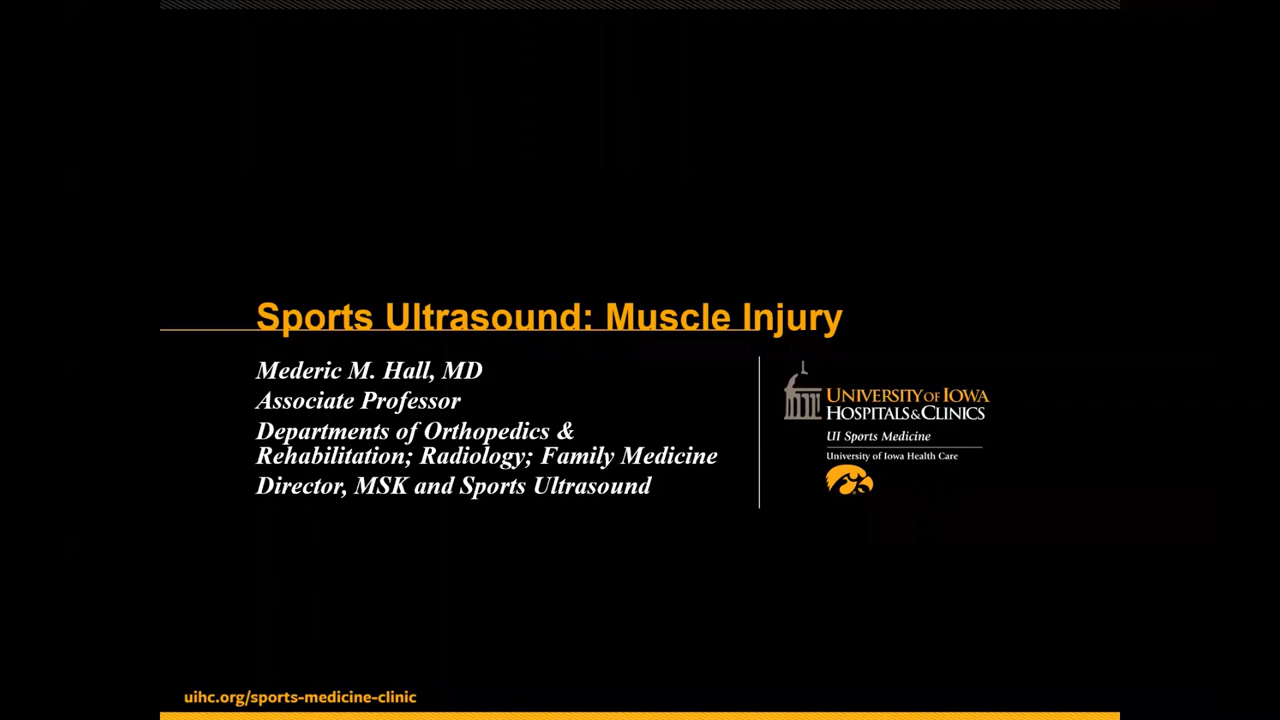 Sports Ultrasound: Muscle Injury
Mederic M. Hall, MD
Associate Professor
Departments of Orthopedics &
Rehabilitation; Radiology; Family Medicine
Director, MSK and Sports Ultrasound
UNIVERSITY OF IOWA
HOSPITALS & CLINICS
UI Sports Medicine
University of Iowa Health Care
uihc.org/sports-medicine-clinic